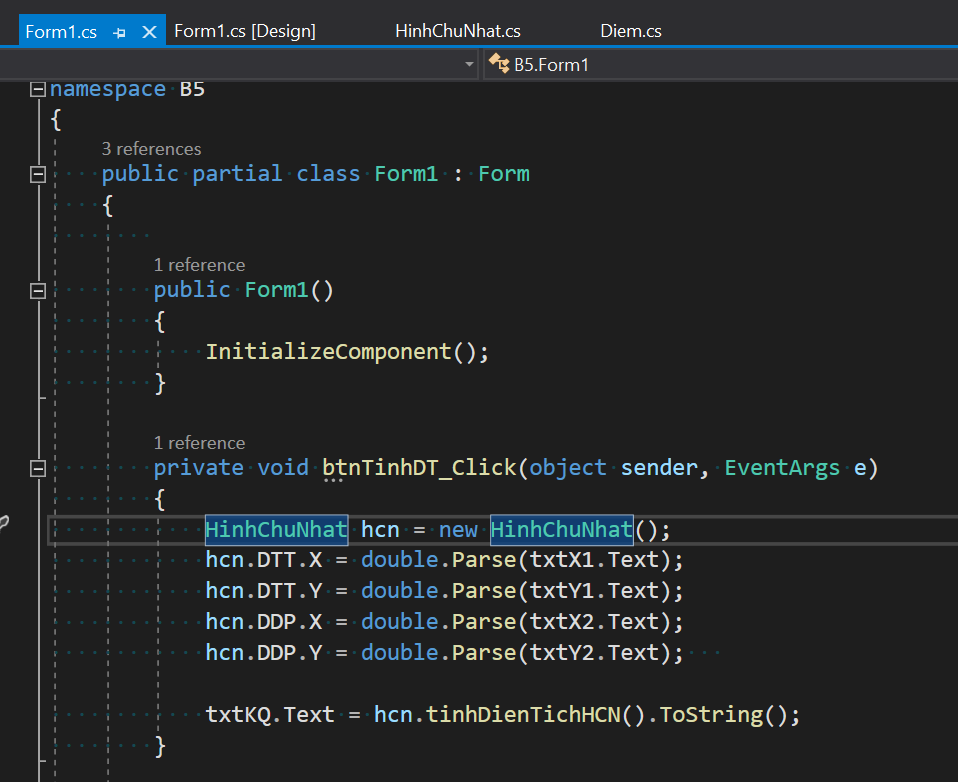 Form1.cs Form1.cs [Design] HinhChuNhat.cs Diem.cs
B5.Form1
namespace B5
{
3 references
public partial class Form1 : Form
{
1 reference
public Form1()
{
InitializeComponent();
}
1 reference
private void btnTinhDT_Click(object sender, EventArgs e)
{
HinhChuNhat hcn = new HinhChuNhat();
hcn.DTT.X = double.Parse(txtX1.Text);
hcn.DTT.Y = double.Parse(txtY1.Text);
hcn.DDP.X = double.Parse(txtX2.Text);
hcn.DDP.Y = double.Parse(txtY2.Text);
txtKQ.Text = hcn.tinhDienTichHCN().ToString();
}